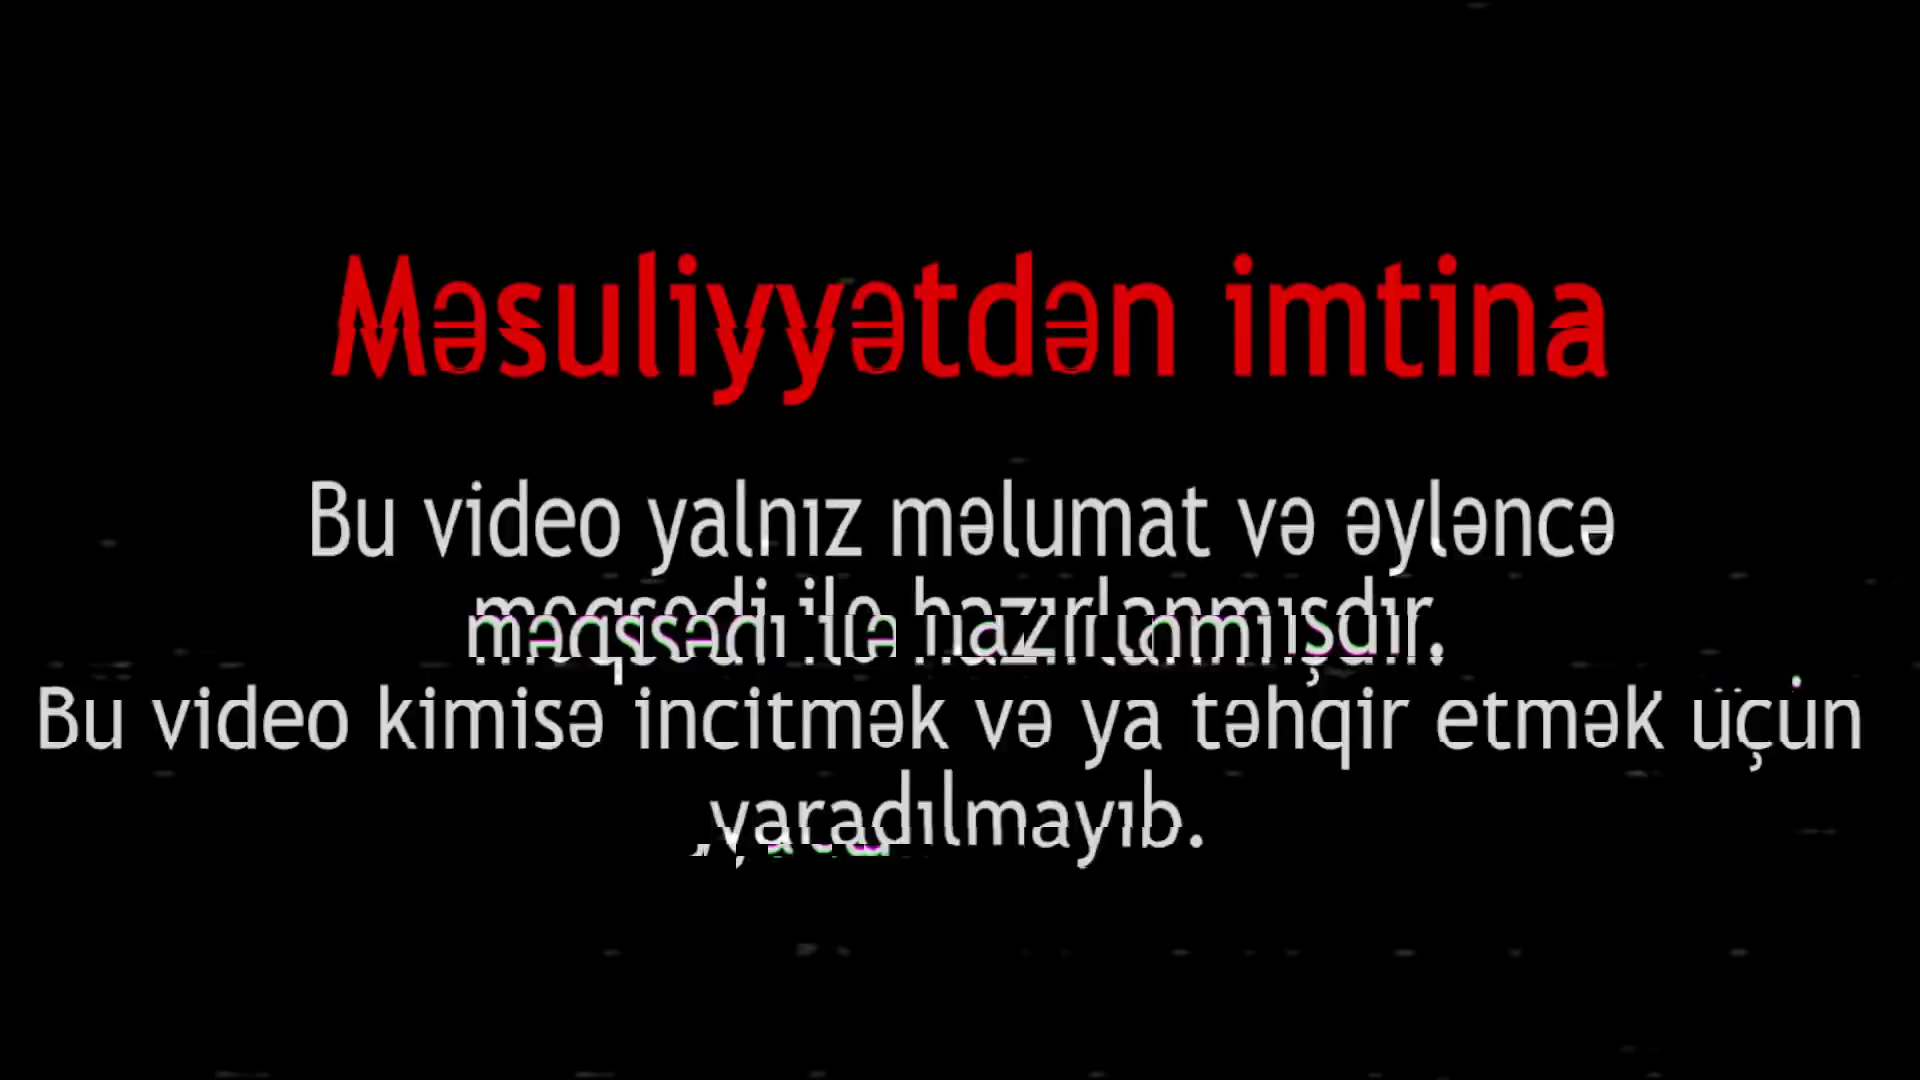 Məsuliyyətdən imtina
Bu video yalnız məlumat və əyləncə
məqsədi ilə hazırlanmışdır.
Bu video kimisə incitmək və ya təhqir etmək üçün
yaradılmayıb.